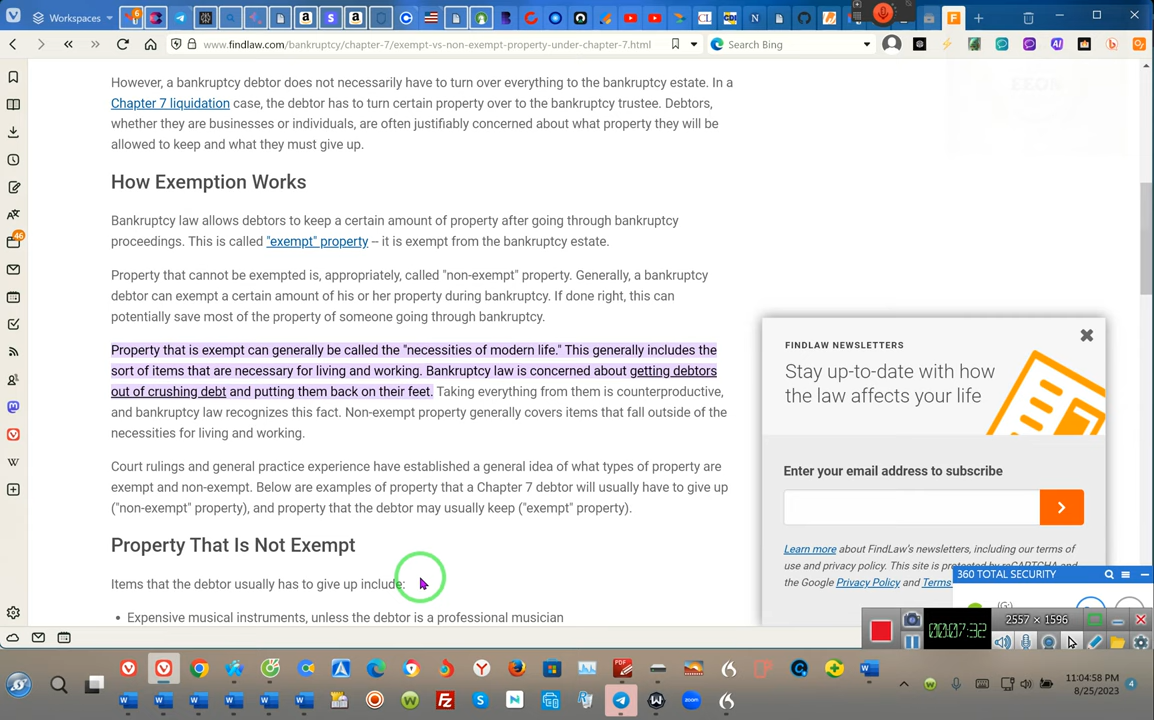 Workspaces
www.findlaw.com/bankruptcy/chapter-7/exempt-vs-non-exempt-property-under-chapter-7.html
Search Bing
However, a bankruptcy debtor does not necessarily have to turn over everything to the bankruptcy estate. In a
Chapter 7 liquidation case, the debtor has to turn certain property over to the bankruptcy trustee. Debtors,
whether they are businesses or individuals, are often justifiably concerned about what property they will be
allowed to keep and what they must give up.
How Exemption Works
Bankruptcy law allows debtors to keep a certain amount of property after going through bankruptcy
proceedings. This is called "exempt" property -- it is exempt from the bankruptcy estate.
Property that cannot be exempted is, appropriately, called "non-exempt" property. Generally, a bankruptcy
debtor can exempt a certain amount of his or her property during bankruptcy. If done right, this can
potentially save most of the property of someone going through bankruptcy.
Property that is exempt can generally be called the "necessities of modern life." This generally includes the
sort of items that are necessary for living and working. Bankruptcy law is concerned about getting debtors
out of crushing debt and putting them back on their feet. Taking everything from them is counterproductive,
and bankruptcy law recognizes this fact. Non-exempt property generally covers items that fall outside of the
necessities for living and working.
Court rulings and general practice experience have established a general idea of what types of property are
exempt and non-exempt. Below are examples of property that a Chapter 7 debtor will usually have to give up
("non-exempt" property), and property that the debtor may usually keep ("exempt" property).
Property That Is Not Exempt
Items that the debtor usually has to give up include:
• Expensive musical instruments, unless the debtor is a professional musician
FINDLAW NEWSLETTERS
Stay up-to-date with how
the law affects your life
Enter your email address to subscribe
Learn more about FindLaw's newsletters, including our terms of
use and privacy policy. This site is protected by reCAPTCHA and
the Google Privacy Policy and Terms
360 TOTAL SECURITY
(G:)
46
2557 × 1596
00:07:32
11:04:58 PM
8/25/2023
4